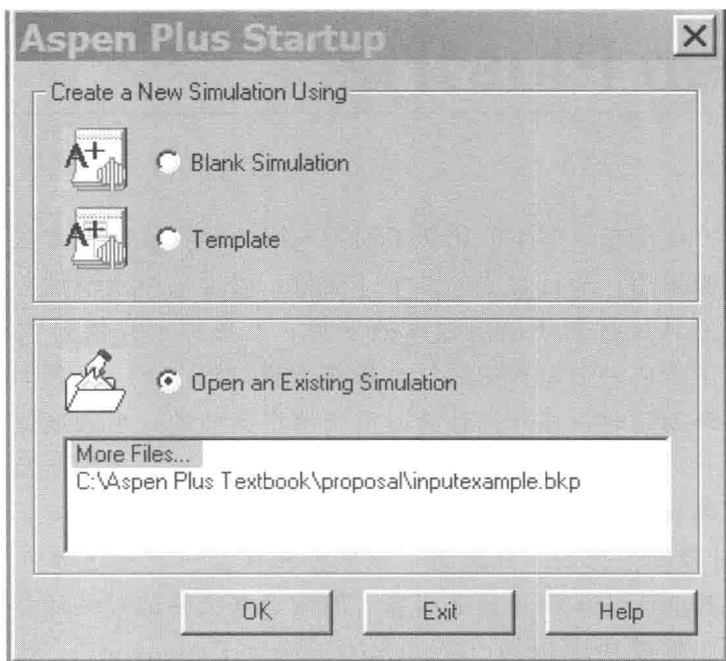 Aspen Plus Startup
Create a New Simulation Using
A+
Blank Simulation
A+
Template
Open an Existing Simulation
More Files...
C:\Aspen Plus Textbook\proposal\inputexample.bkp
OK
Exit
Help